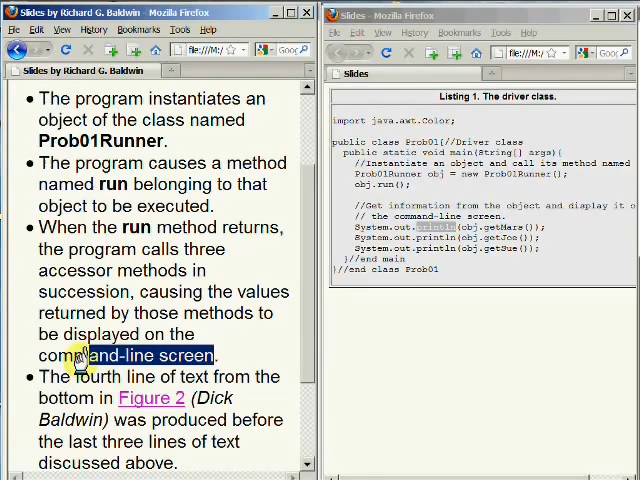 Slides by Richard G. Baldwin - Mozilla Firefox
File Edit View History Bookmarks Tools Help
file:///M:/
Goog
Slides by Richard G. Baldwin
The program instantiates an
object of the class named
Prob01Runner.
The program causes a method
named run belonging to that
object to be executed.
When the run method returns,
the program calls three
accessor methods in
succession, causing the values
returned by those methods to
be displayed on the
command-line screen.
The fourth line of text from the
bottom in Figure 2 (Dick
Baldwin) was produced before
the last three lines of text
discussed above.
Slides - Mozilla Firefox
File Edit View History Bookmarks Tools Help
file:///M:/
Goog
Slides
Listing 1. The driver class.
import java.awt.Color;
public class Prob01{//Driver class
public static void main(String[] args){
//Instantiate an object and call its method named
Prob01Runner obj = new Prob01Runner();
obj.run();
//Get information from the object and display it o
// the command-line screen.
System.out.println(obj.getMars());
System.out.println(obj.getJoe());
System.out.println(obj.getSue());
}//end main
}//end class Prob01